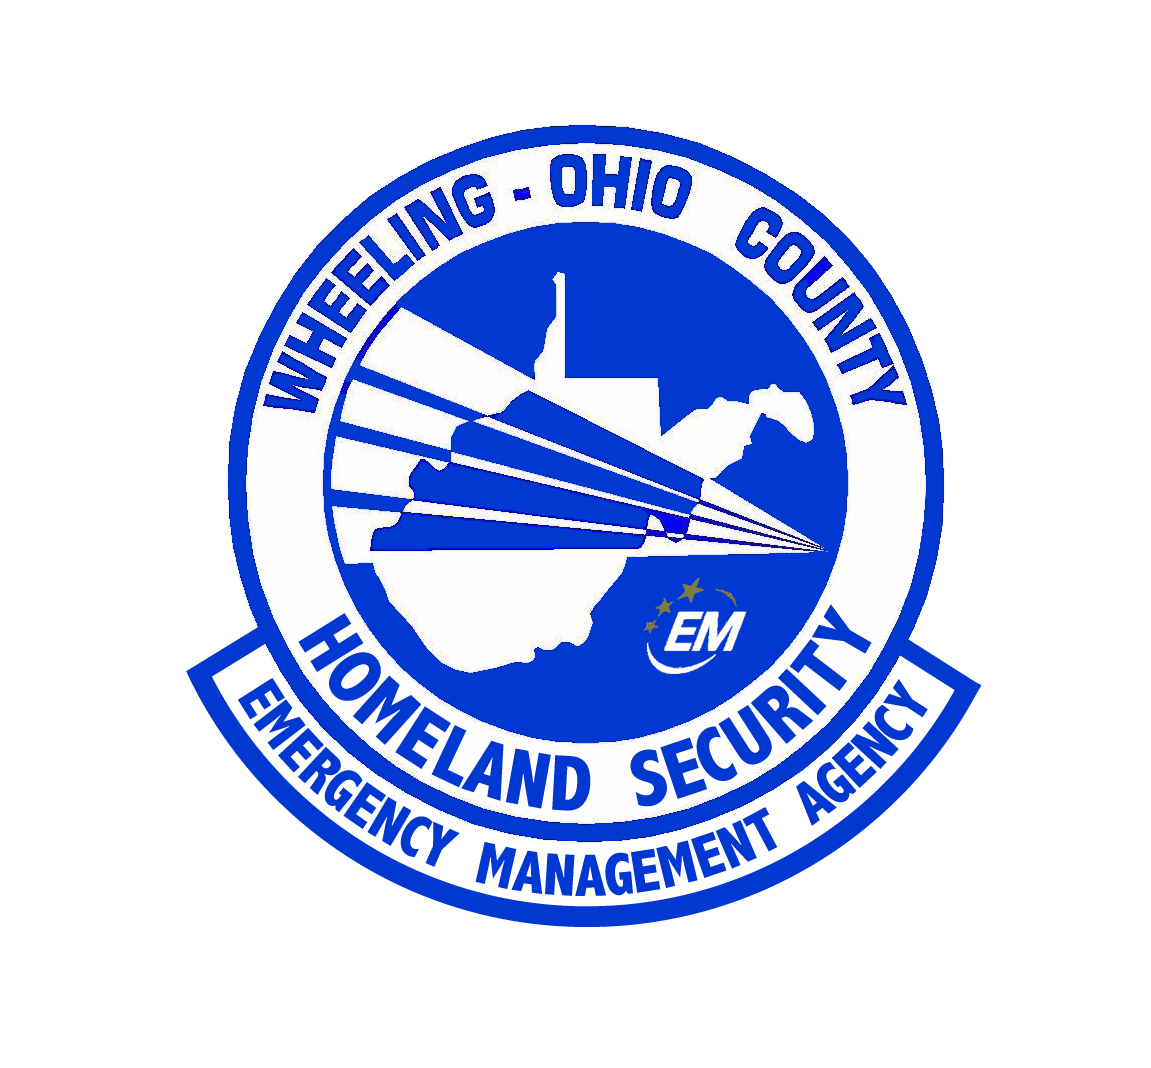 WHEELING - OHIO COUNTY
EM
HOMELAND SECURITY
EMERGENCY MANAGEMENT AGENCY